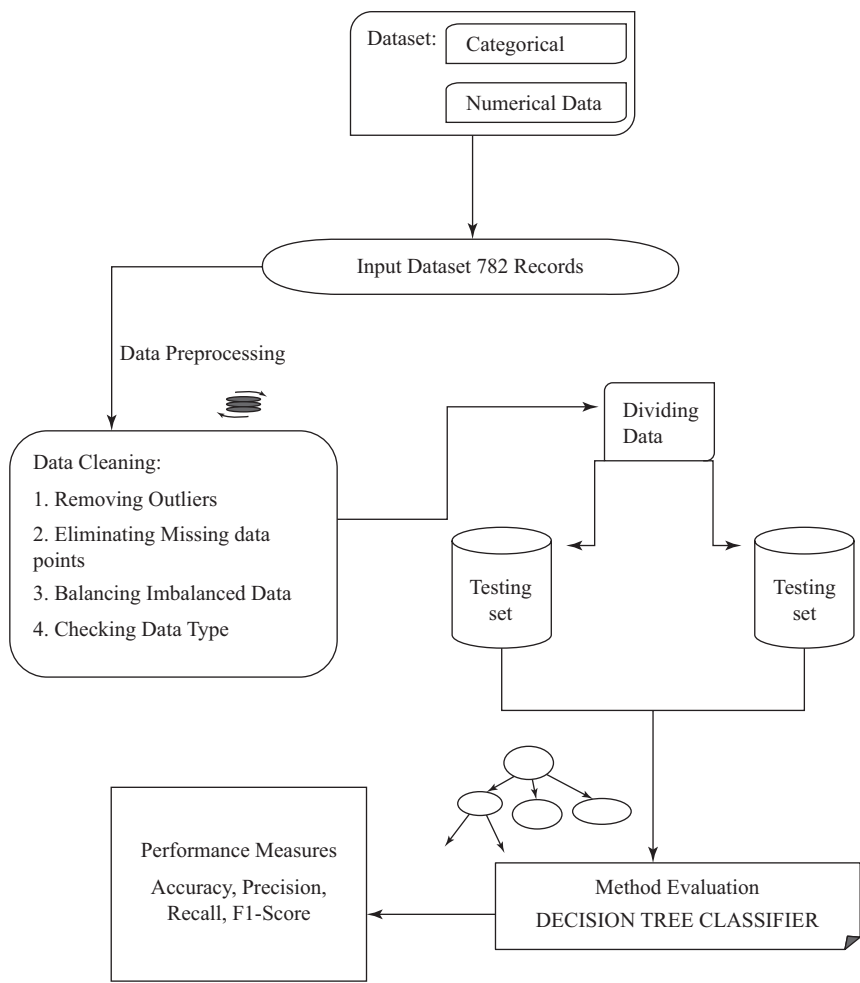 Dataset:
Categorical
Numerical Data
Input Dataset 782 Records
Data Preprocessing
Data Cleaning:
1. Removing Outliers
2. Eliminating Missing data
points
3. Balancing Imbalanced Data
4. Checking Data Type
Dividing
Data
Testing
set
Testing
set
Method Evaluation
DECISION TREE CLASSIFIER
Performance Measures
Accuracy, Precision,
Recall, F1-Score